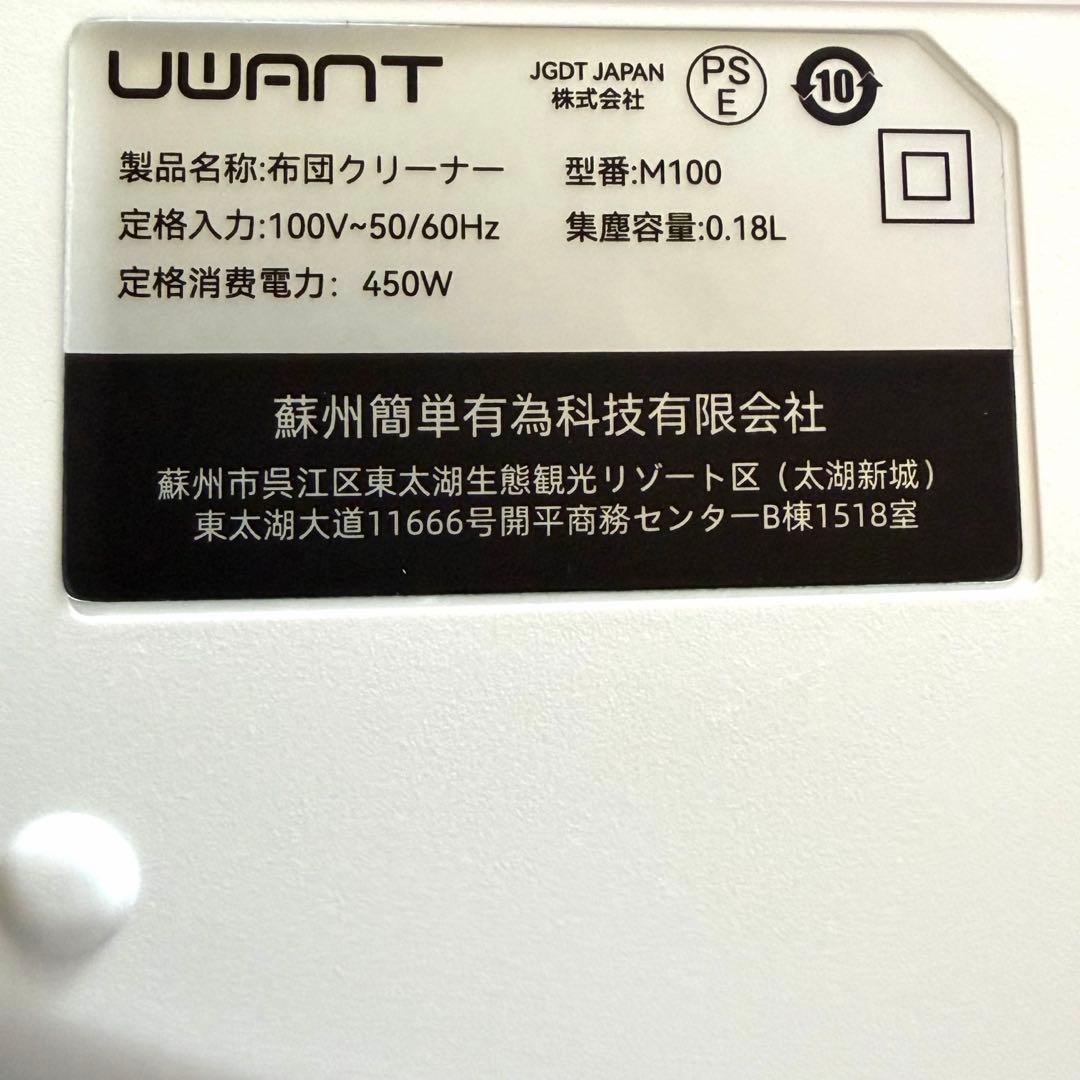 UWANT
JGDT JAPAN
株式会社
PS
E
10
製品名称:布団クリーナー
型番:M100
定格入力:100V~50/60Hz
集塵容量:0.18L
定格消费電力: 450W
蘇州簡単有為科技有限会社
蘇州市呉江区東太湖生態観光リゾート区(太湖新城)
東太湖大道11666号開平商務センターB棟1518室